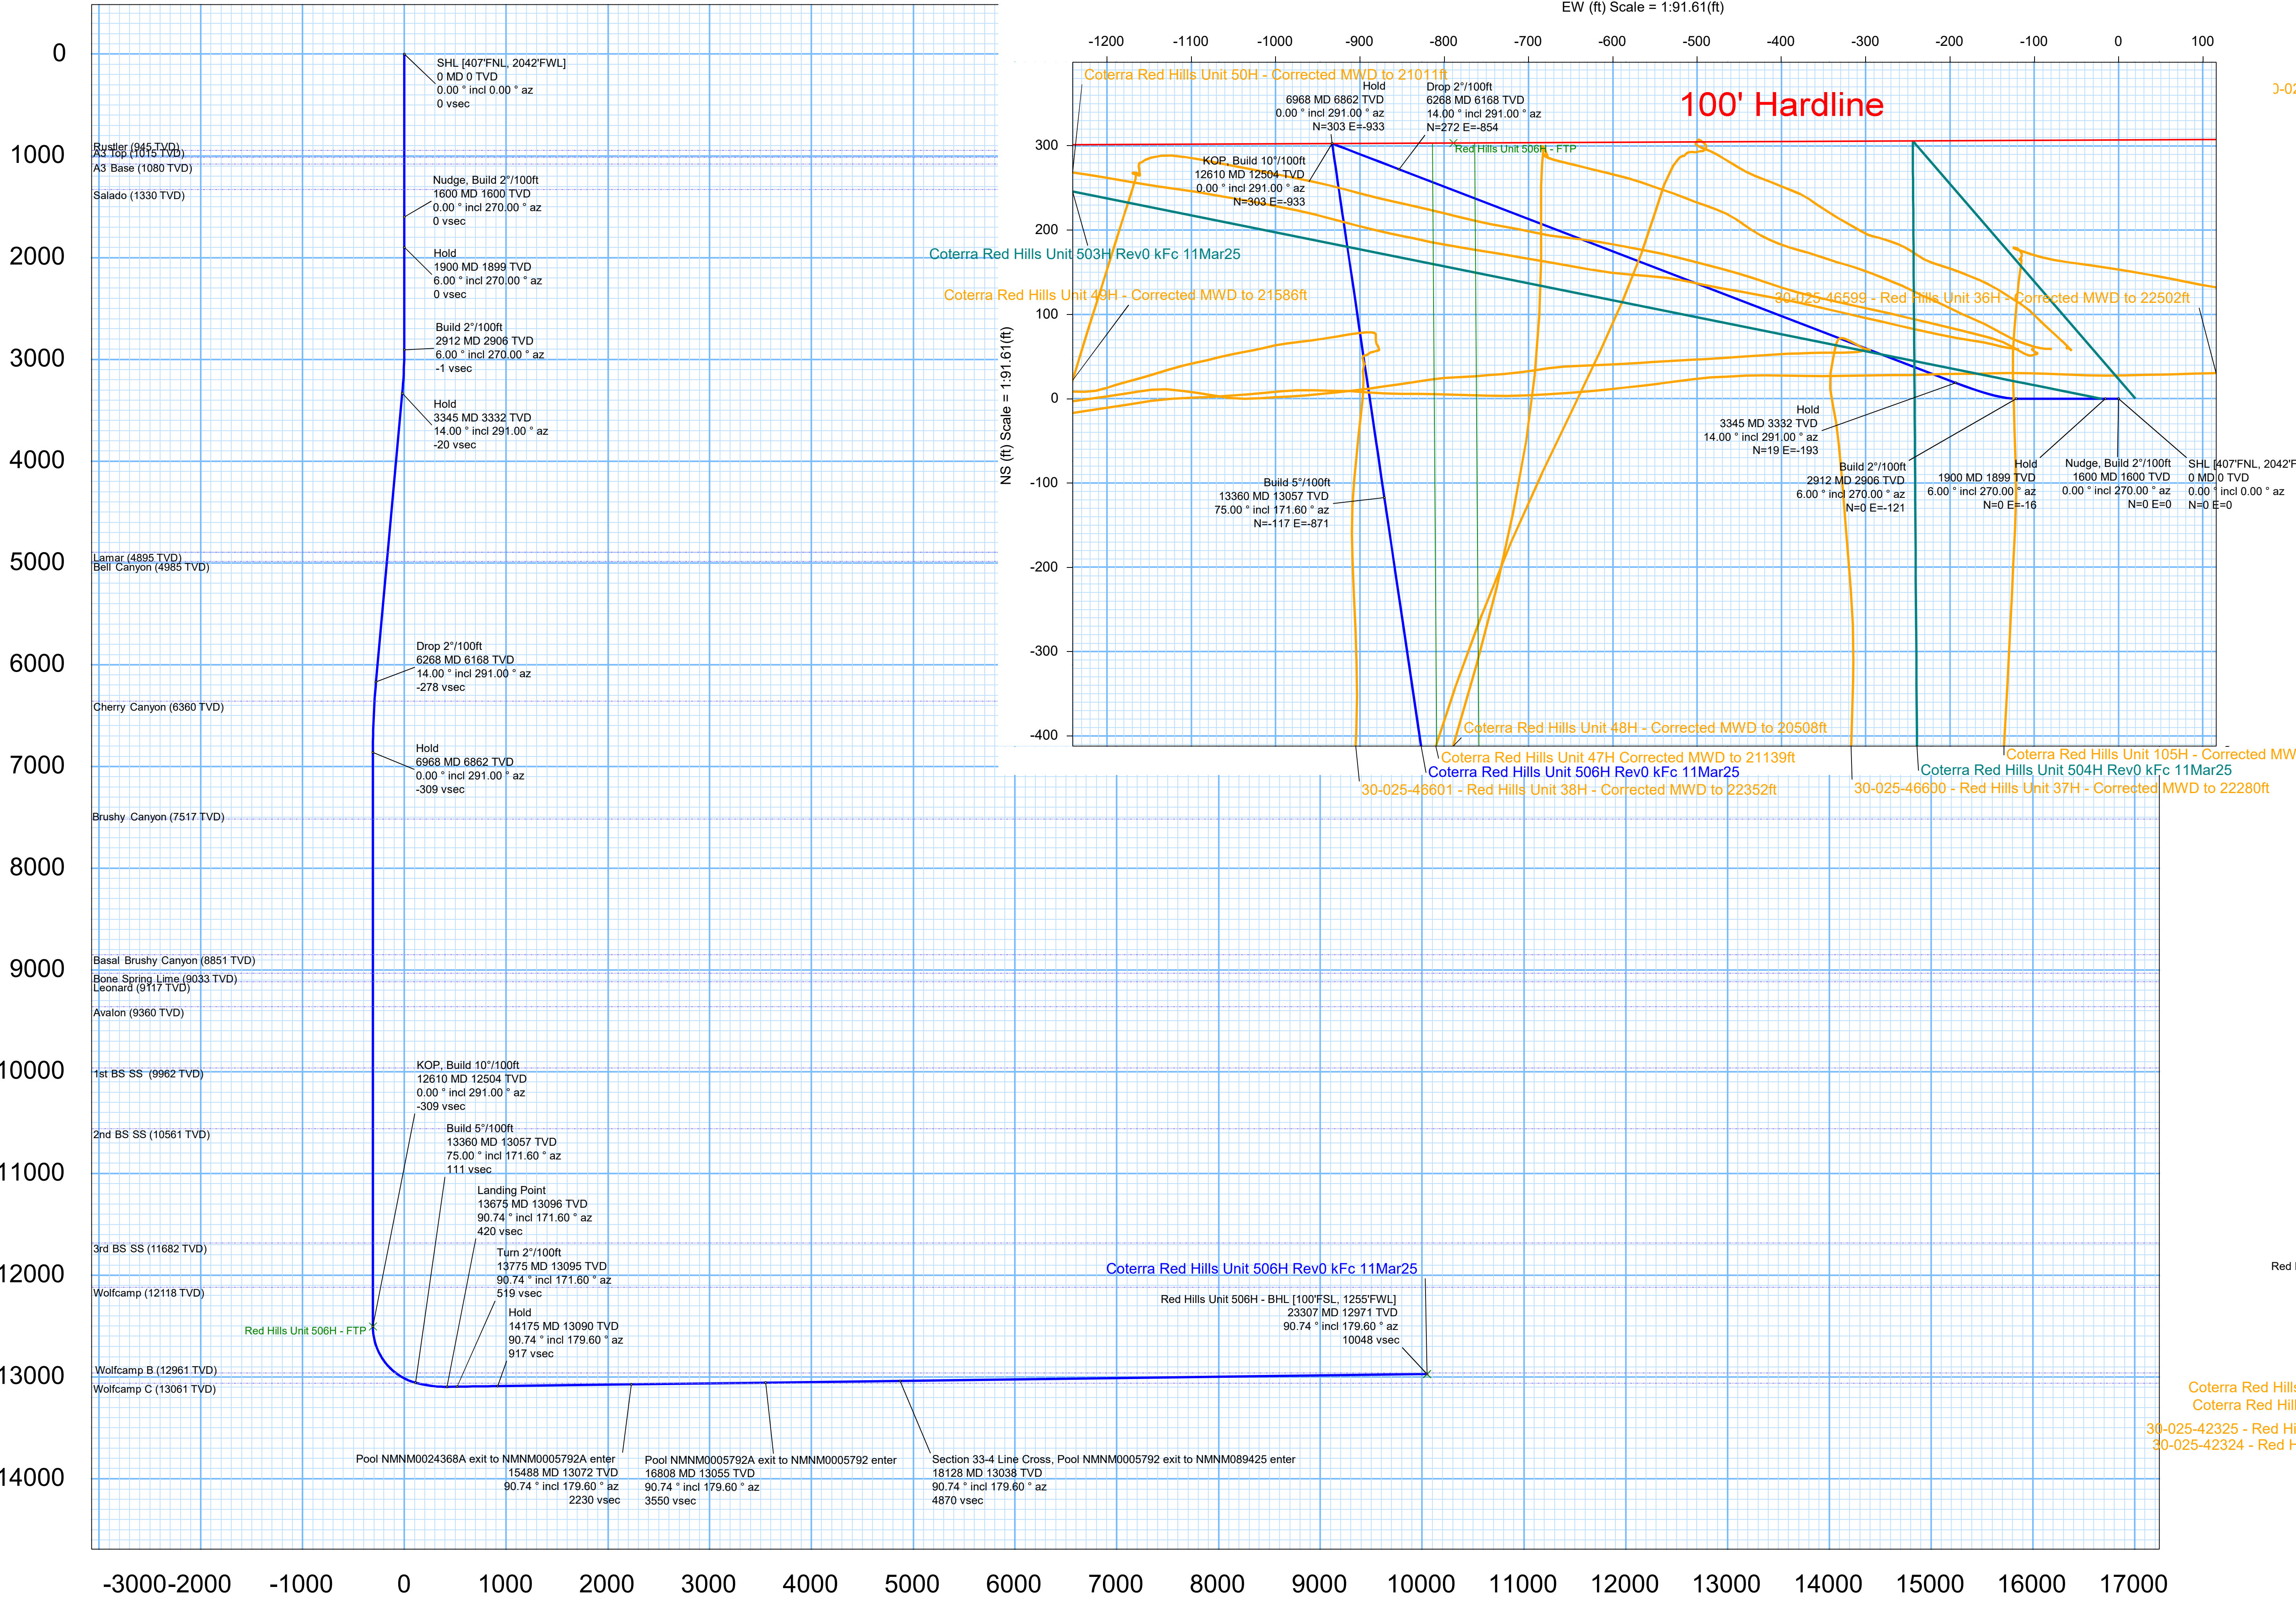 EW (ft) Scale = 1:91.61(ft)
-1200 -1100 -1000 -900 -800 -700 -600 -500 -400 -300 -200 -100 0 100
0
SHL [407'FNL, 2042'FWL]
0 MD 0 TVD
0.00 ° incl 0.00 ° az
0 vsec
Rustler (945 TVD)
1000
A3 Top (1015 TVD)
A3 Base (1080 TVD)
Salado (1330 TVD)
Nudge, Build 2°/100ft
1600 MD 1600 TVD
0.00 ° incl 270.00 ° az
0 vsec
2000
Hold
1900 MD 1899 TVD
6.00 ° incl 270.00 ° az
0 vsec
Build 2°/100ft
2912 MD 2906 TVD
6.00 ° incl 270.00 ° az
-1 vsec
3000
Hold
3345 MD 3332 TVD
14.00 ° incl 291.00 ° az
-20 vsec
4000
Lamar (4895 TVD)
5000
Bell Canyon (4985 TVD)
Drop 2°/100ft
6268 MD 6168 TVD
14.00 ° incl 291.00 ° az
-278 vsec
6000
Cherry Canyon (6360 TVD)
Hold
6968 MD 6862 TVD
0.00 ° incl 291.00 ° az
-309 vsec
7000
Brushy Canyon (7517 TVD)
8000
Basal Brushy Canyon (8851 TVD)
9000
Bone Spring Lime (9033 TVD)
Leonard (9117 TVD)
Avalon (9360 TVD)
10000
1st BS SS (9962 TVD)
KOP, Build 10°/100ft
12610 MD 12504 TVD
0.00 ° incl 291.00 ° az
-309 vsec
2nd BS SS (10561 TVD)
Build 5°/100ft
13360 MD 13057 TVD
75.00 ° incl 171.60 ° az
111 vsec
11000
Landing Point
13675 MD 13096 TVD
90.74 ° incl 171.60 ° az
420 vsec
3rd BS SS (11682 TVD)
Turn 2°/100ft
13775 MD 13095 TVD
90.74 ° incl 171.60 ° az
519 vsec
12000
Wolfcamp (12118 TVD)
Hold
14175 MD 13090 TVD
90.74 ° incl 179.60 ° az
917 vsec
Red Hills Unit 506H - FTP
Coterra Red Hills Unit 506H Rev0 kFc 11Mar25
Red Hills Unit 506H - BHL [100'FSL, 1255'FWL]
23307 MD 12971 TVD
90.74 ° incl 179.60 ° az
10048 vsec
Wolfcamp B (12961 TVD)
13000
Wolfcamp C (13061 TVD)
Pool NMNM0024368A exit to NMNM0005792A enter
15488 MD 13072 TVD
90.74 ° incl 179.60 ° az
2230 vsec
Pool NMNM0005792A exit to NMNM0005792 enter
16808 MD 13055 TVD
90.74 ° incl 179.60 ° az
3550 vsec
Section 33-4 Line Cross, Pool NMNM0005792 exit to NMNM089425 enter
18128 MD 13038 TVD
90.74 ° incl 179.60 ° az
4870 vsec
14000
-3000 -2000 -1000 0 1000 2000 3000 4000 5000 6000 7000 8000 9000 10000 11000 12000 13000 14000 15000 16000 17000
NS (ft) Scale = 1:91.61(ft)
300
200
100
0
-100
-200
-300
-400
Coterra Red Hills Unit 50H - Corrected MWD to 21011ft
Hold
6968 MD 6862 TVD
0.00 ° incl 291.00 ° az
N=303 E=-933
Drop 2°/100ft
6268 MD 6168 TVD
14.00 ° incl 291.00 ° az
N=272 E=-854
100' Hardline
Red Hills Unit 506H - FTP
KOP, Build 10°/100ft
12610 MD 12504 TVD
0.00 ° incl 291.00 ° az
N=303 E=-933
Coterra Red Hills Unit 503H Rev0 kFc 11Mar25
Coterra Red Hills Unit 49H - Corrected MWD to 21586ft
30-025-46599 - Red Hills Unit 36H - Corrected MWD to 22502ft
Hold
3345 MD 3332 TVD
14.00 ° incl 291.00 ° az
N=19 E=-193
Build 5°/100ft
13360 MD 13057 TVD
75.00 ° incl 171.60 ° az
N=-117 E=-871
Build 2°/100ft
2912 MD 2906 TVD
6.00 ° incl 270.00 ° az
N=0 E=-121
Hold
1900 MD 1899 TVD
6.00 ° incl 270.00 ° az
N=0 E=-16
Nudge, Build 2°/100ft
1600 MD 1600 TVD
0.00 ° incl 270.00 ° az
N=0 E=0
SHL [407'FNL, 2042'F
0 MD 0 TVD
0.00 ° incl 0.00 ° az
N=0 E=0
Coterra Red Hills Unit 48H - Corrected MWD to 20508ft
Coterra Red Hills Unit 47H Corrected MWD to 21139ft
Coterra Red Hills Unit 506H Rev0 kFc 11Mar25
30-025-46601 - Red Hills Unit 38H - Corrected MWD to 22352ft
Coterra Red Hills Unit 105H - Corrected MW
Coterra Red Hills Unit 504H Rev0 kFc 11Mar25
30-025-46600 - Red Hills Unit 37H - Corrected MWD to 22280ft
Red
Coterra Red Hills
Coterra Red Hil
30-025-42325 - Red Hi
30-025-42324 - Red H